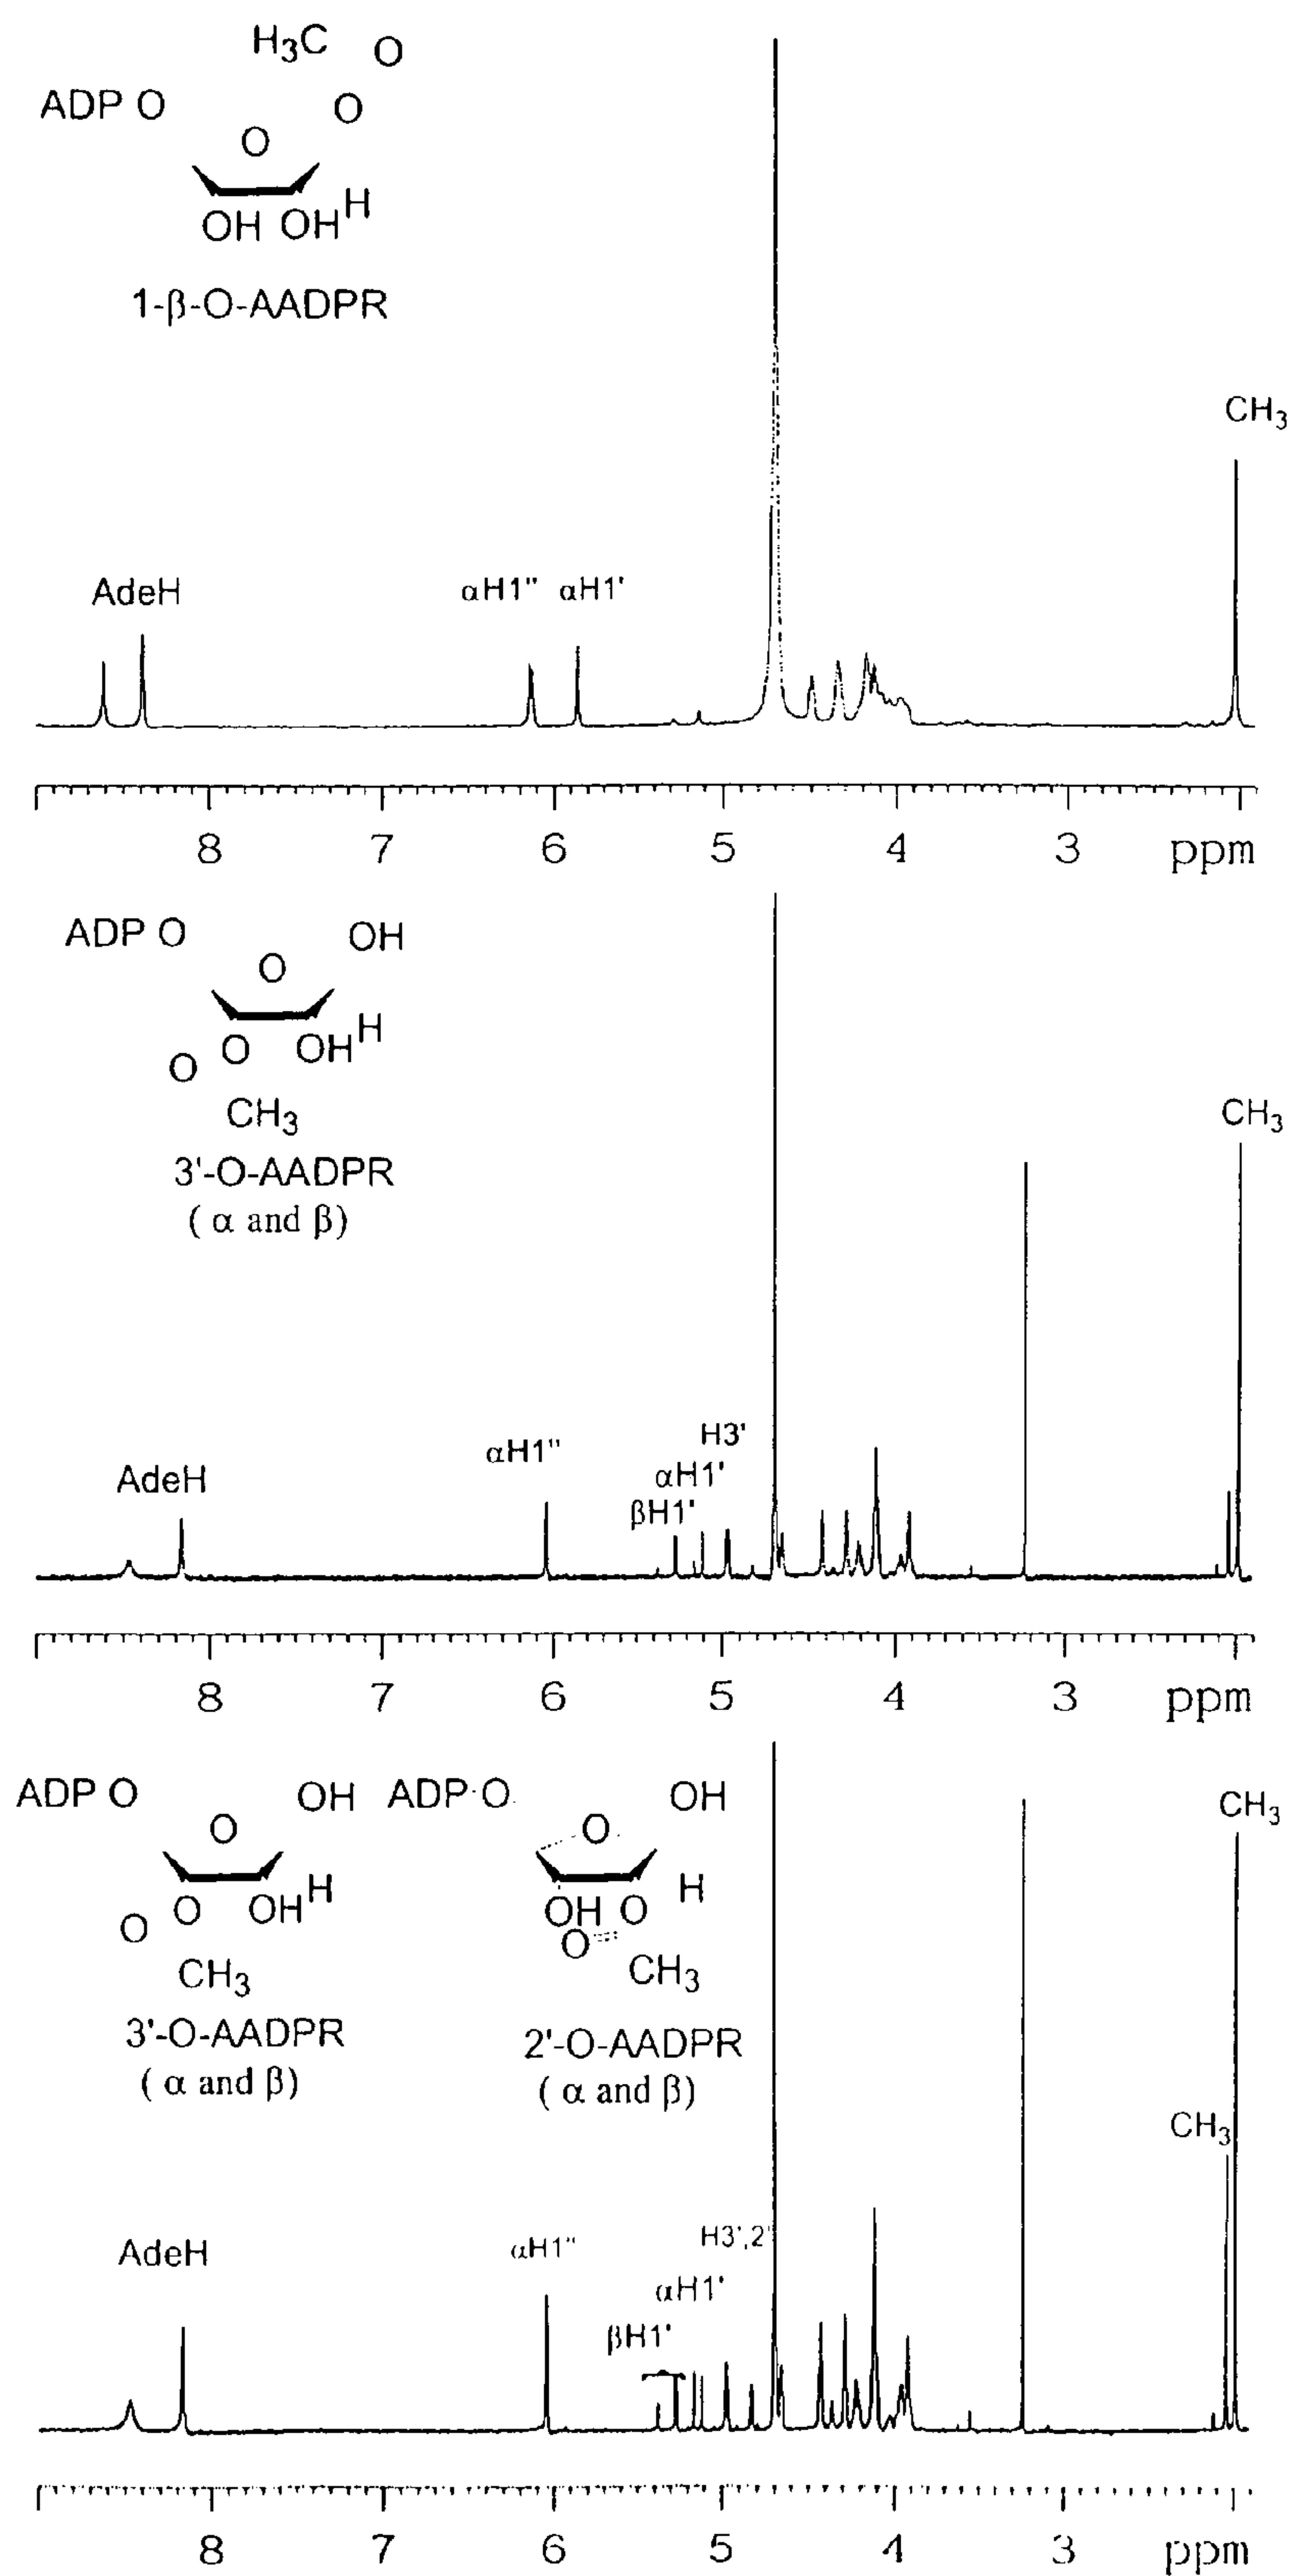 H₃C O
ADP O O
O
H
OH OH
1-β-O-AADPR
CH₃
AdeH αH1" αH1'
8 7 6 5 4 3 ppm
ADP O OH
O
H
O OH
O
CH₃
3'-O-AADPR
( α and β)
CH₃
H3'
αH1"
αH1'
AdeH
βH1'
8 7 6 5 4 3 ppm
ADP O OH ADP O OH
CH₃
O O
H H
O OH OH O
O O
CH₃ CH₃
3'-O-AADPR 2'-O-AADPR
( α and β) ( α and β)
CH₃
H3',2'
AdeH αH1"
αH1'
βH1'
8 7 6 5 4 3 ppm